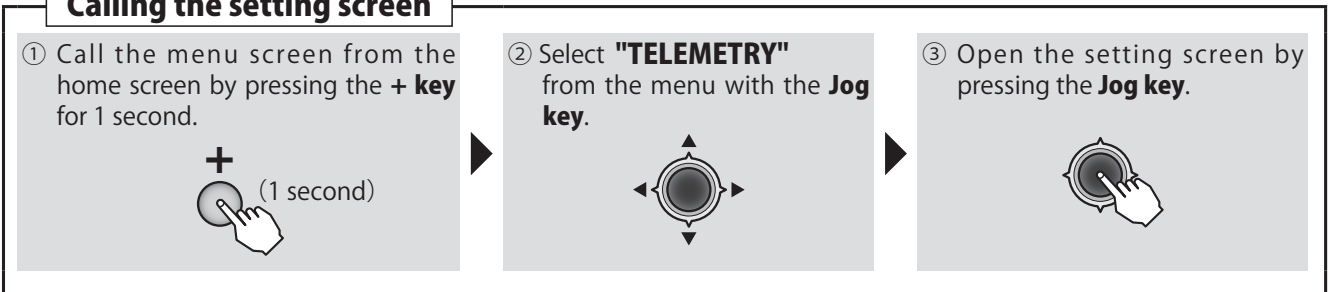 Calling the setting screen
① Call the menu screen from the
home screen by pressing the + key
for 1 second.
+
(1 second)
② Select "TELEMETRY"
from the menu with the Jog
key.
③ Open the setting screen by
pressing the Jog key.